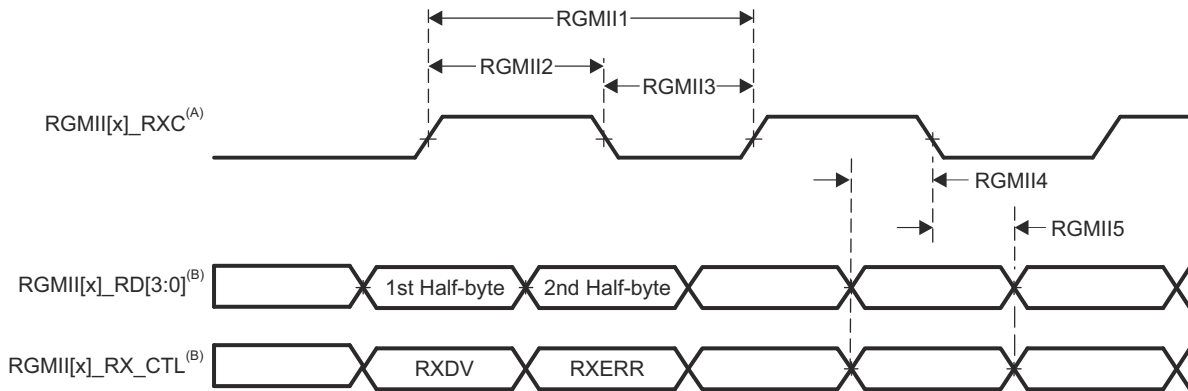 RGMII1
RGMII2
RGMII3
RGMII[x]_RXC(A)
RGMII4
RGMII5
RGMII[x]_RD[3:0](B)
1st Half-byte
2nd Half-byte
RGMII[x]_RX_CTL(B)
RXDV
RXERR